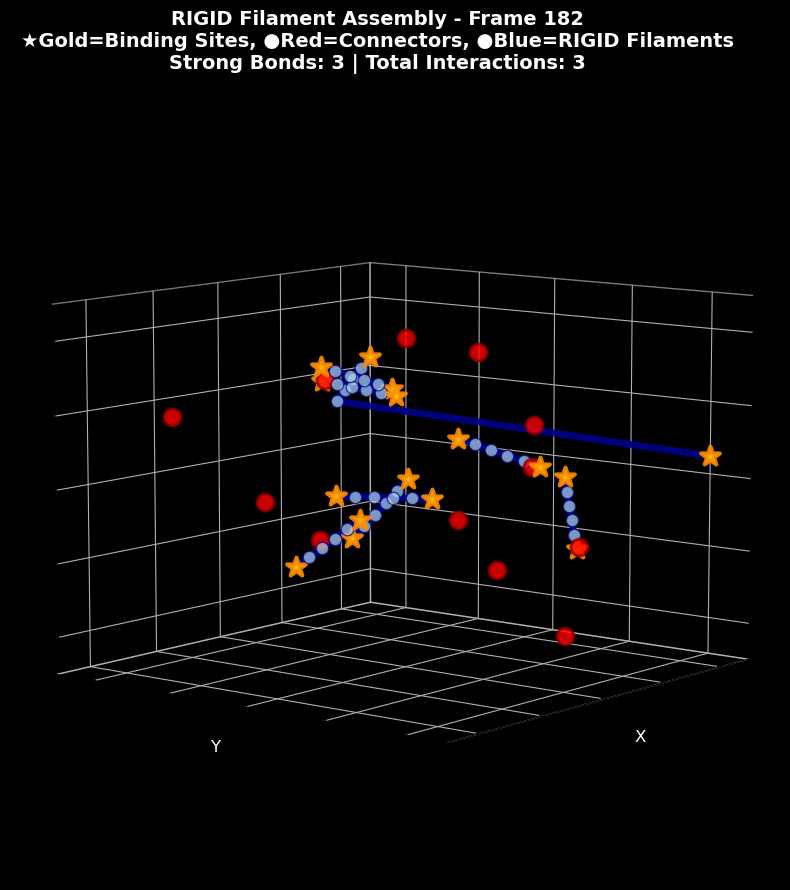 RIGID Filament Assembly - Frame 182
★Gold=Binding Sites, ●Red=Connectors, ●Blue=RIGID Filaments
Strong Bonds: 3 | Total Interactions: 3
Y
X